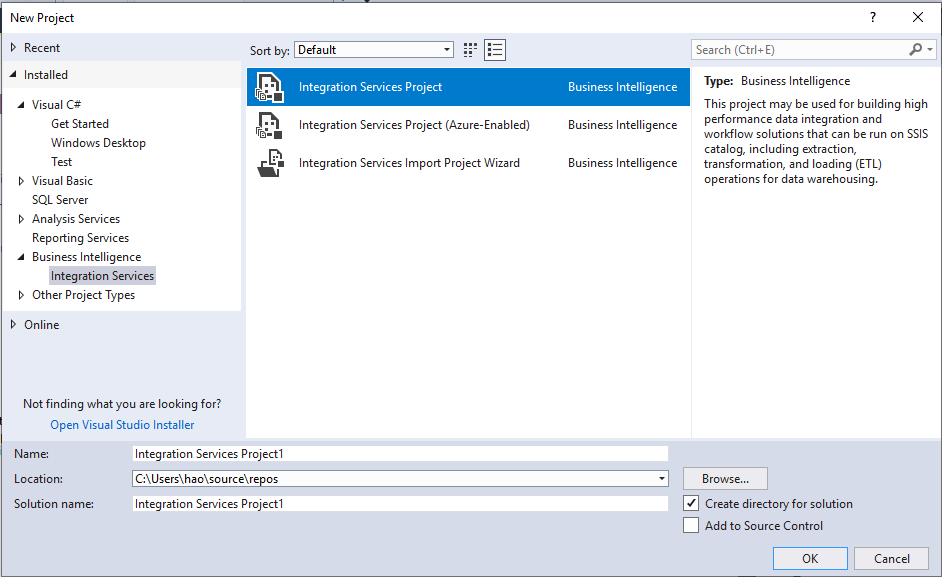 New Project
? 
Recent
Installed
Visual C#
Get Started
Windows Desktop
Test
Visual Basic
SQL Server
Analysis Services
Reporting Services
Business Intelligence
Integration Services
Other Project Types
Online
Not finding what you are looking for?
Open Visual Studio Installer
Sort by: Default
Integration Services Project Business Intelligence
Integration Services Project (Azure-Enabled) Business Intelligence
Integration Services Import Project Wizard Business Intelligence
Search (Ctrl+E)
Type: Business Intelligence
This project may be used for building high
performance data integration and
workflow solutions that can be run on SSIS
catalog, including extraction,
transformation, and loading (ETL)
operations for data warehousing.
Name: Integration Services Project1
Location: C:\Users\hao\source\repos
Browse...
Solution name: Integration Services Project1
Create directory for solution
Add to Source Control
OK Cancel